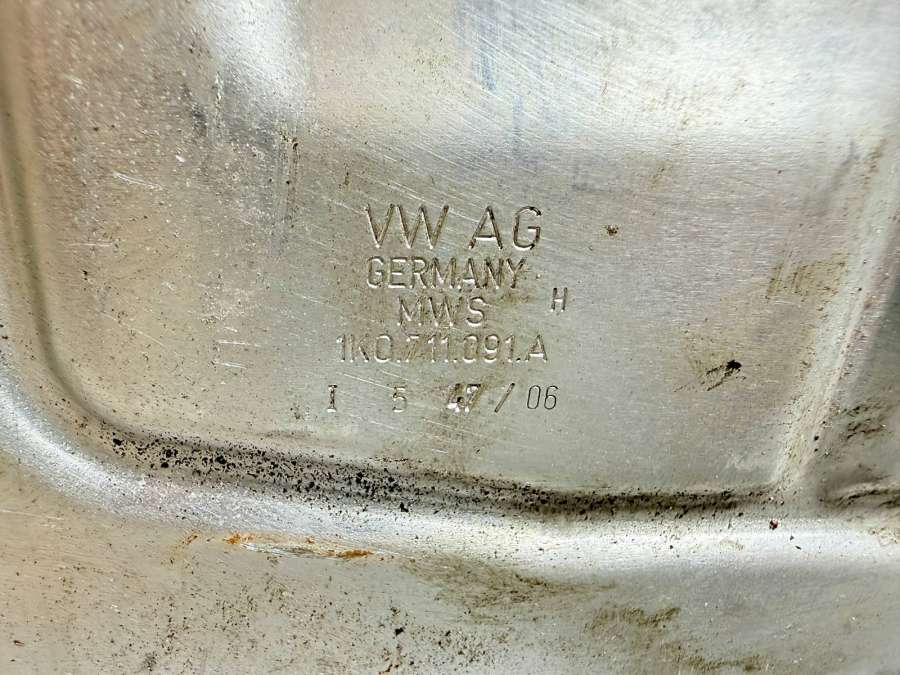 VW AG
GERMANY
MWS H
1K0.711.091.A
I 5 47/06